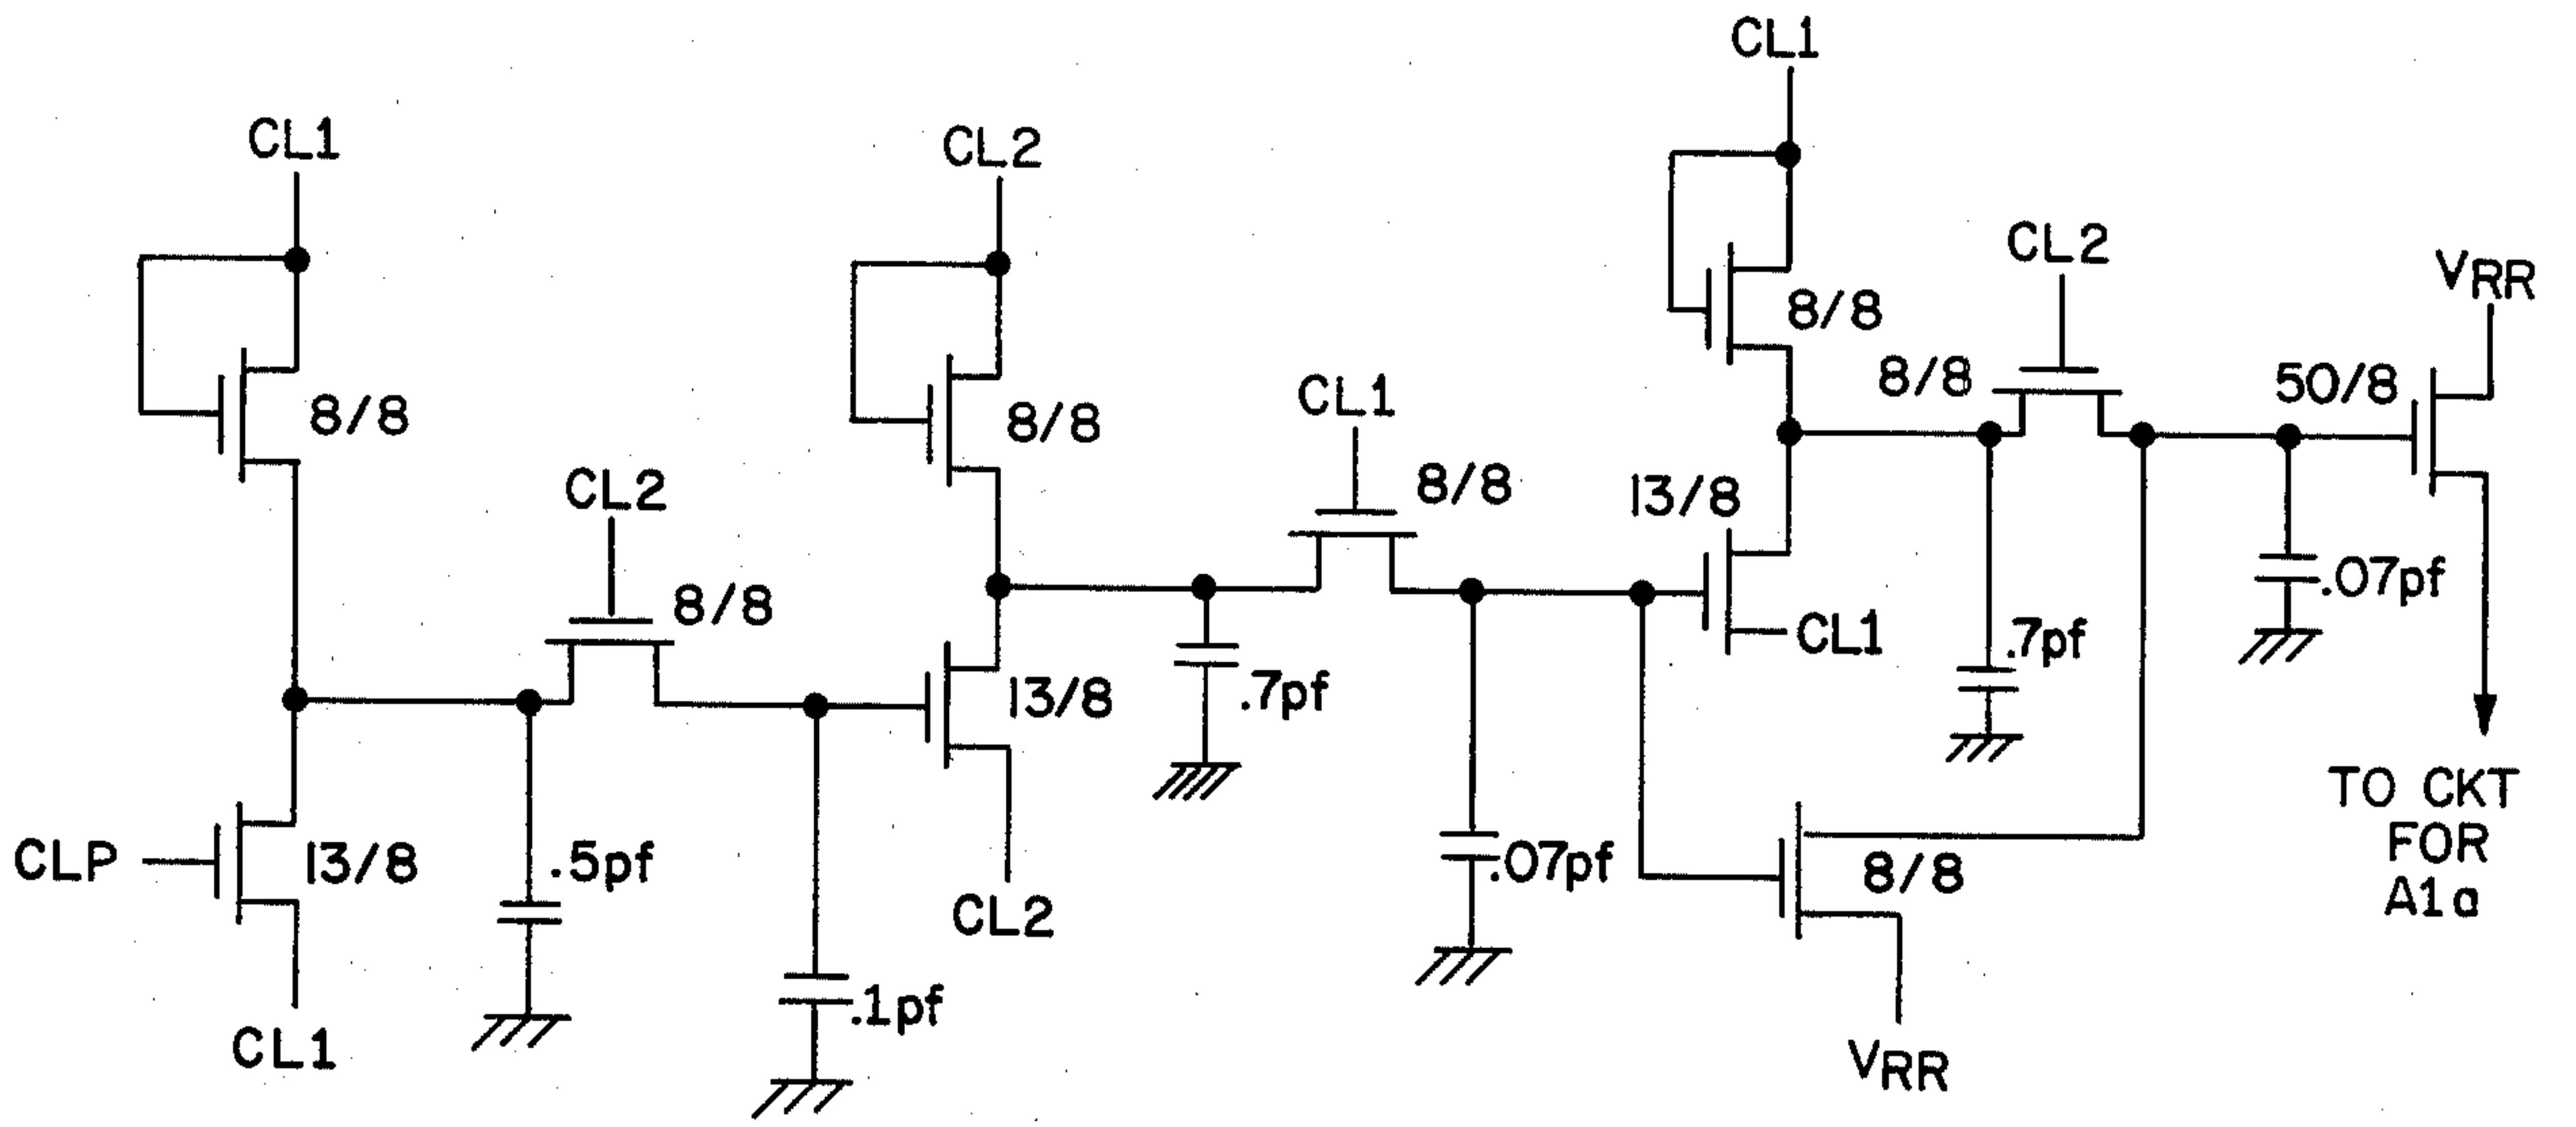 CL1
CL1
CL2
CL2
VRR
8/8
8/8
50/8
CL1
8/8
8/8
CL2
8/8
13/8
8/8
.07pf
CL1
.7pf
13/8
.7pf
TO CKT
FOR
A1a
CLP
13/8
.5pf
.07pf
8/8
CL2
.1pf
CL1
VRR